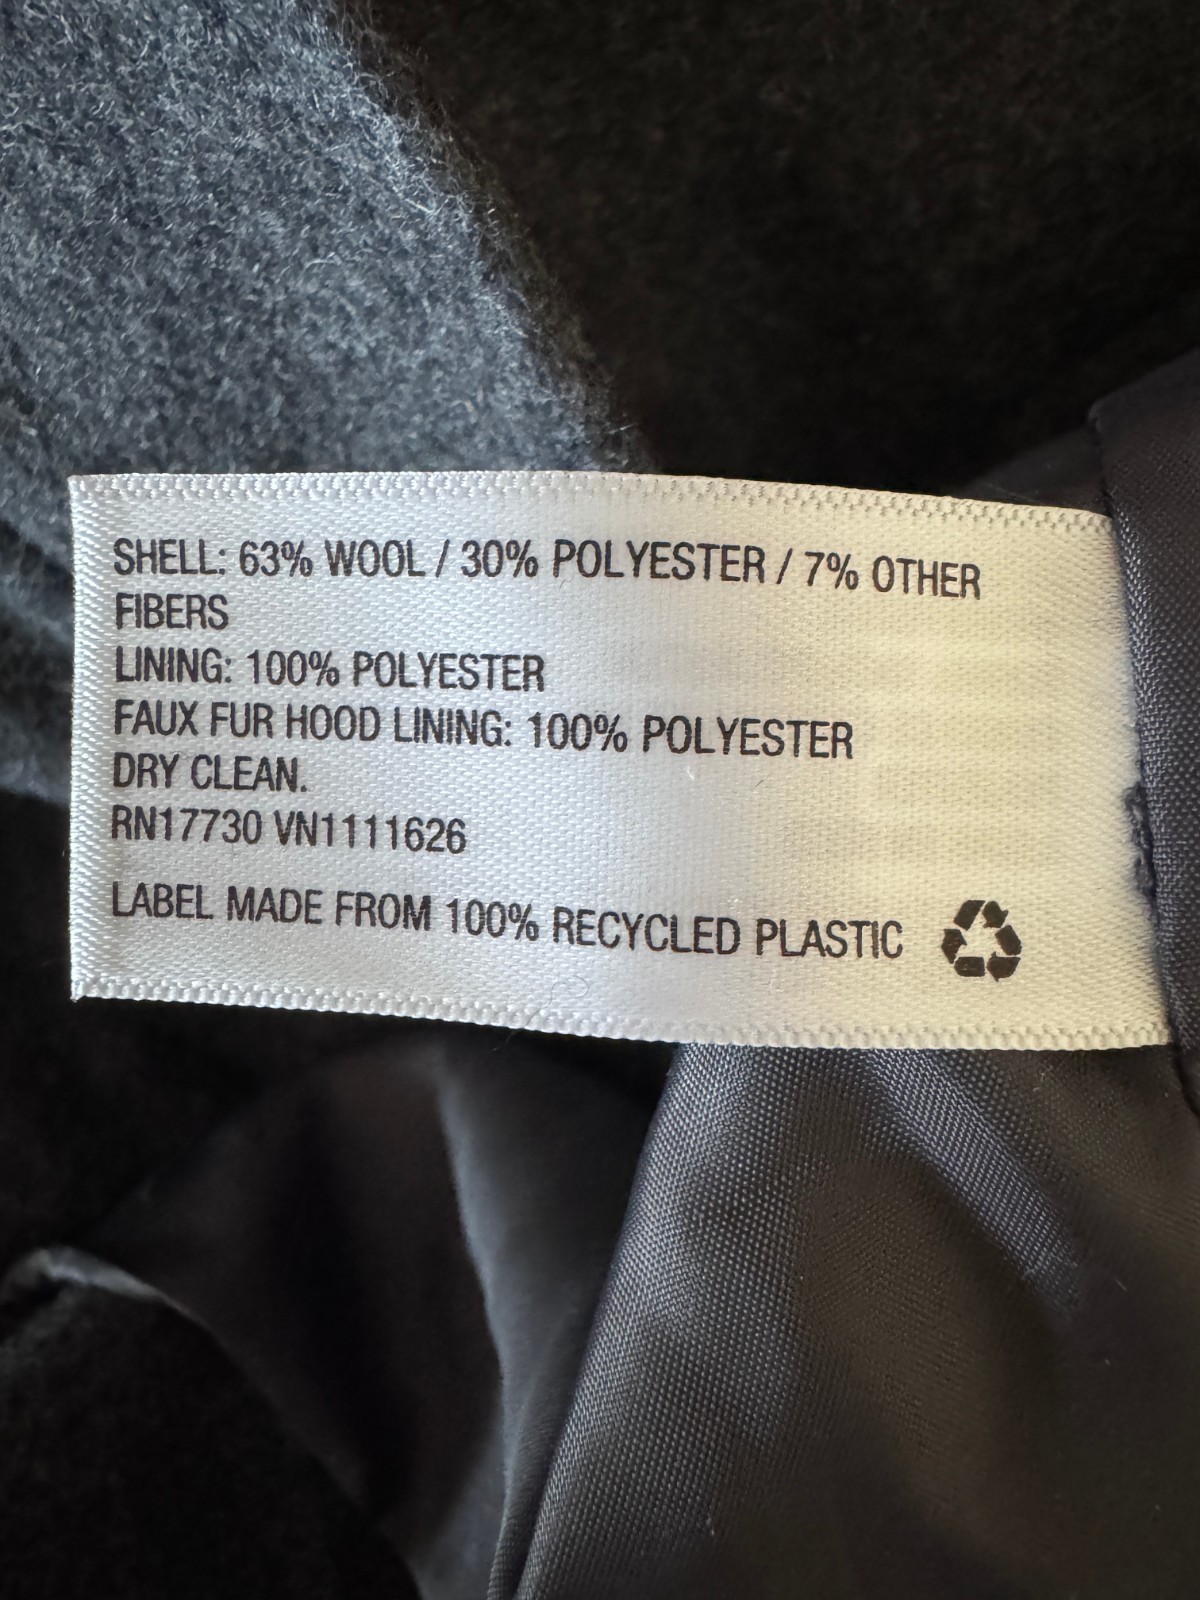 SHELL: 63% WOOL / 30% POLYESTER / 7% OTHER
FIBERS
LINING: 100% POLYESTER
FAUX FUR HOOD LINING: 100% POLYESTER
DRY CLEAN.
RN17730 VN1111626
LABEL MADE FROM 100% RECYCLED PLASTIC